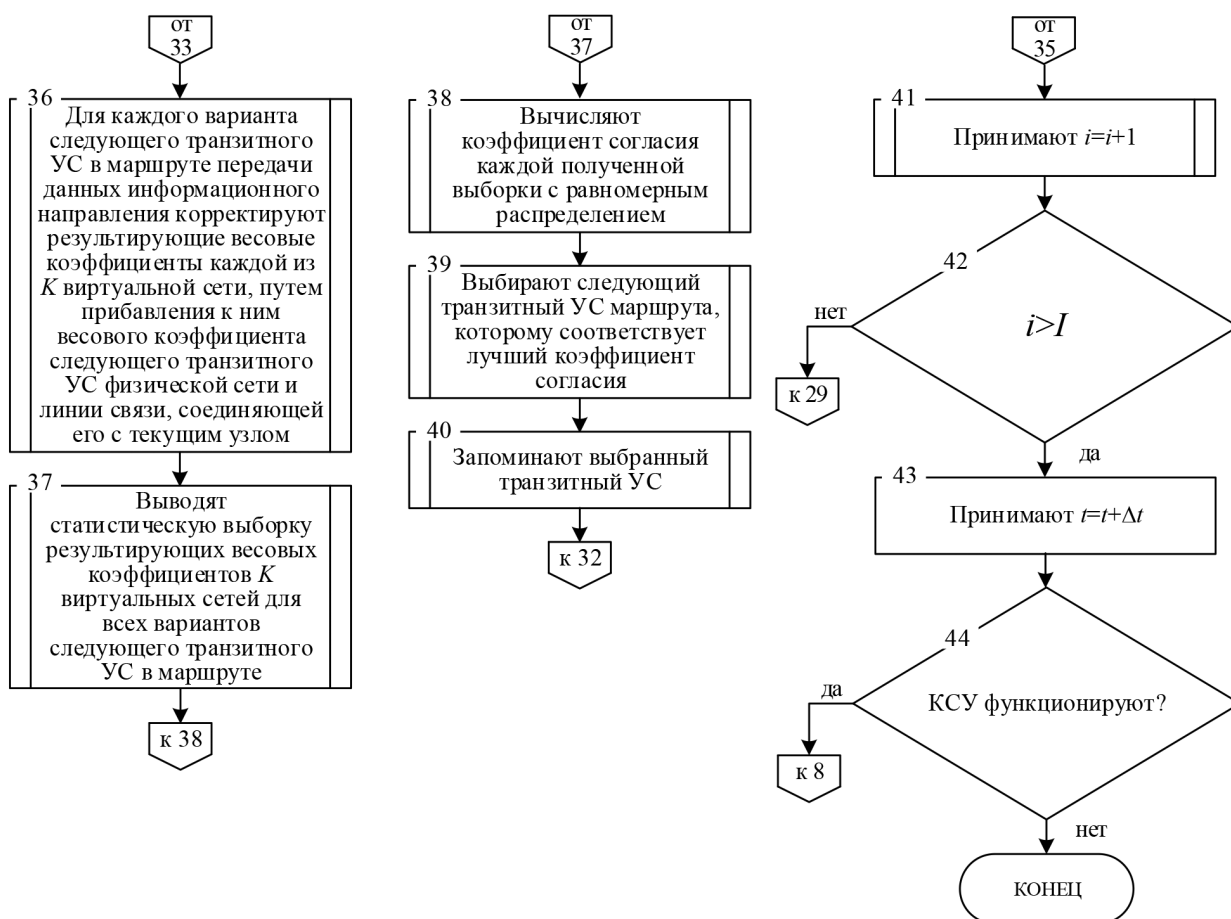 от
33
36
Для каждого варианта
следующего транзитного
УС в маршруте передачи
данных информационного
направления корректируют
результирующие весовые
коэффициенты каждой из
K виртуальной сети, путем
прибавления к ним
весового коэффициента
следующего транзитного
УС физической сети и
линии связи, соединяющей
его с текущим узлом
37
Выводят
статистическую выборку
результирующих весовых
коэффициентов K
виртуальных сетей для
всех вариантов
следующего транзитного
УС в маршруте
к 38
от
37
38
Вычисляют
коэффициент согласия
каждой полученной
выборки с равномерным
распределением
39
Выбирают следующий
транзитный УС маршрута,
которому соответствует
лучший коэффициент
согласия
40
Запоминают выбранный
транзитный УС
к 32
от
35
41
Принимают i=i+1
42
i>I
нет
к 29
да
43
Принимают t=t+Δt
44
КСУ функционируют?
да
к 8
нет
КОНЕЦ